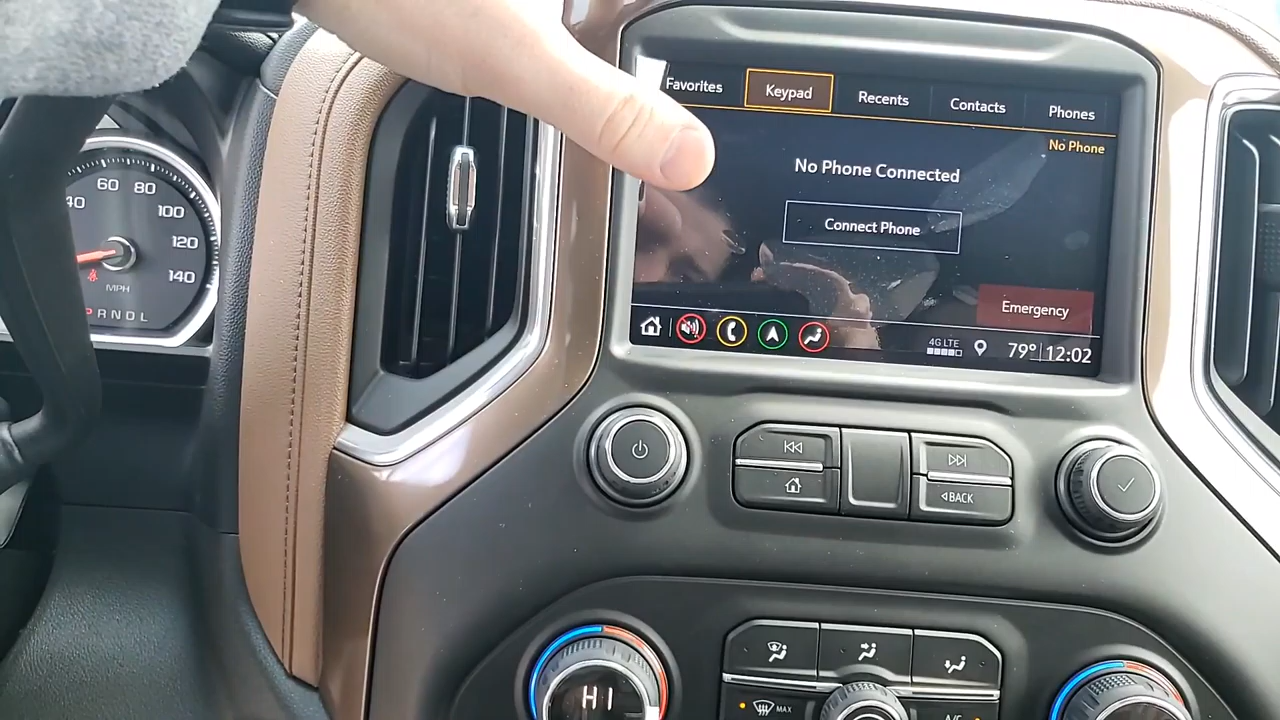 Favorites Keypad Recents Contacts Phones
No Phone
No Phone Connected
Connect Phone
Emergency
4G LTE 79° 12:02
40 60 80 100 120 140
MPH
P R N D L
BACK
HI
MAX
A/C